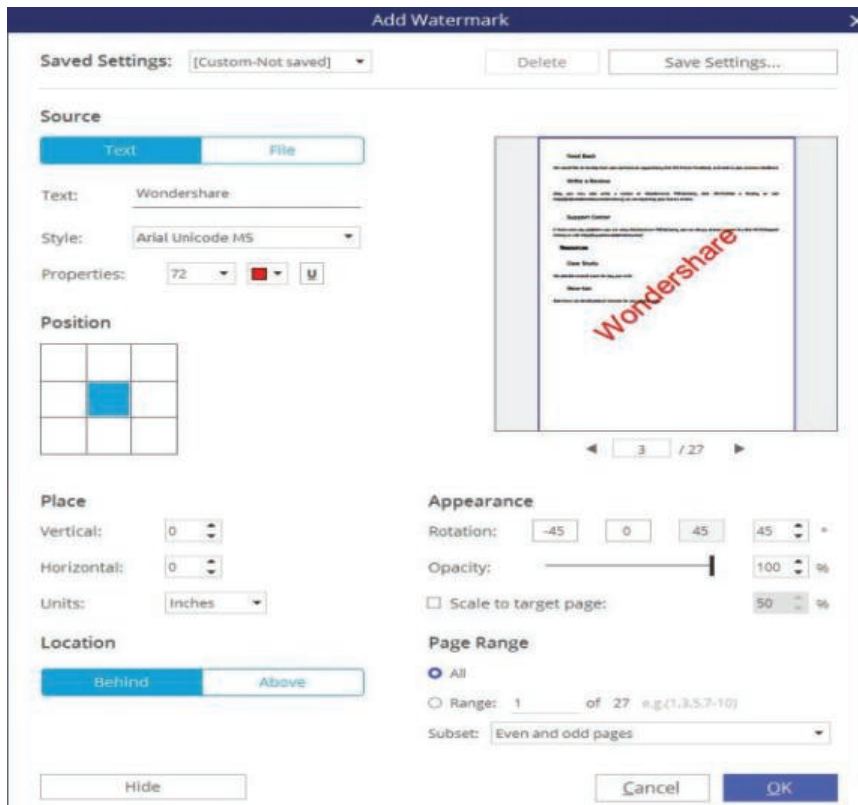 Add Watermark
Saved Settings: [Custom-Not saved] Delete Save Settings...
Source
Text File
Text: Wondershare
Style: Arial Unicode MS
Properties: 72 U
Position
Wondershare
3 / 27
Place
Vertical: 0
Horizontal: 0
Units: Inches
Location
Behind Above
Appearance
Rotation: -45 0 45 45 °
Opacity: 100 %
Scale to target page: 50 %
Page Range
All
Range: 1 of 27 e.g.(1,3,5,7-10)
Subset: Even and odd pages
Hide Cancel OK